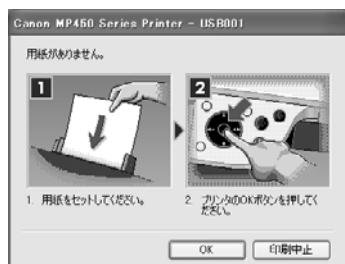 Canon MP450 Series Printer - USB001
用紙がありません。
1
2
1. 用紙をセットしてください。
2. プリンタのOKボタンを押してく
ださい。
OK
印刷中止